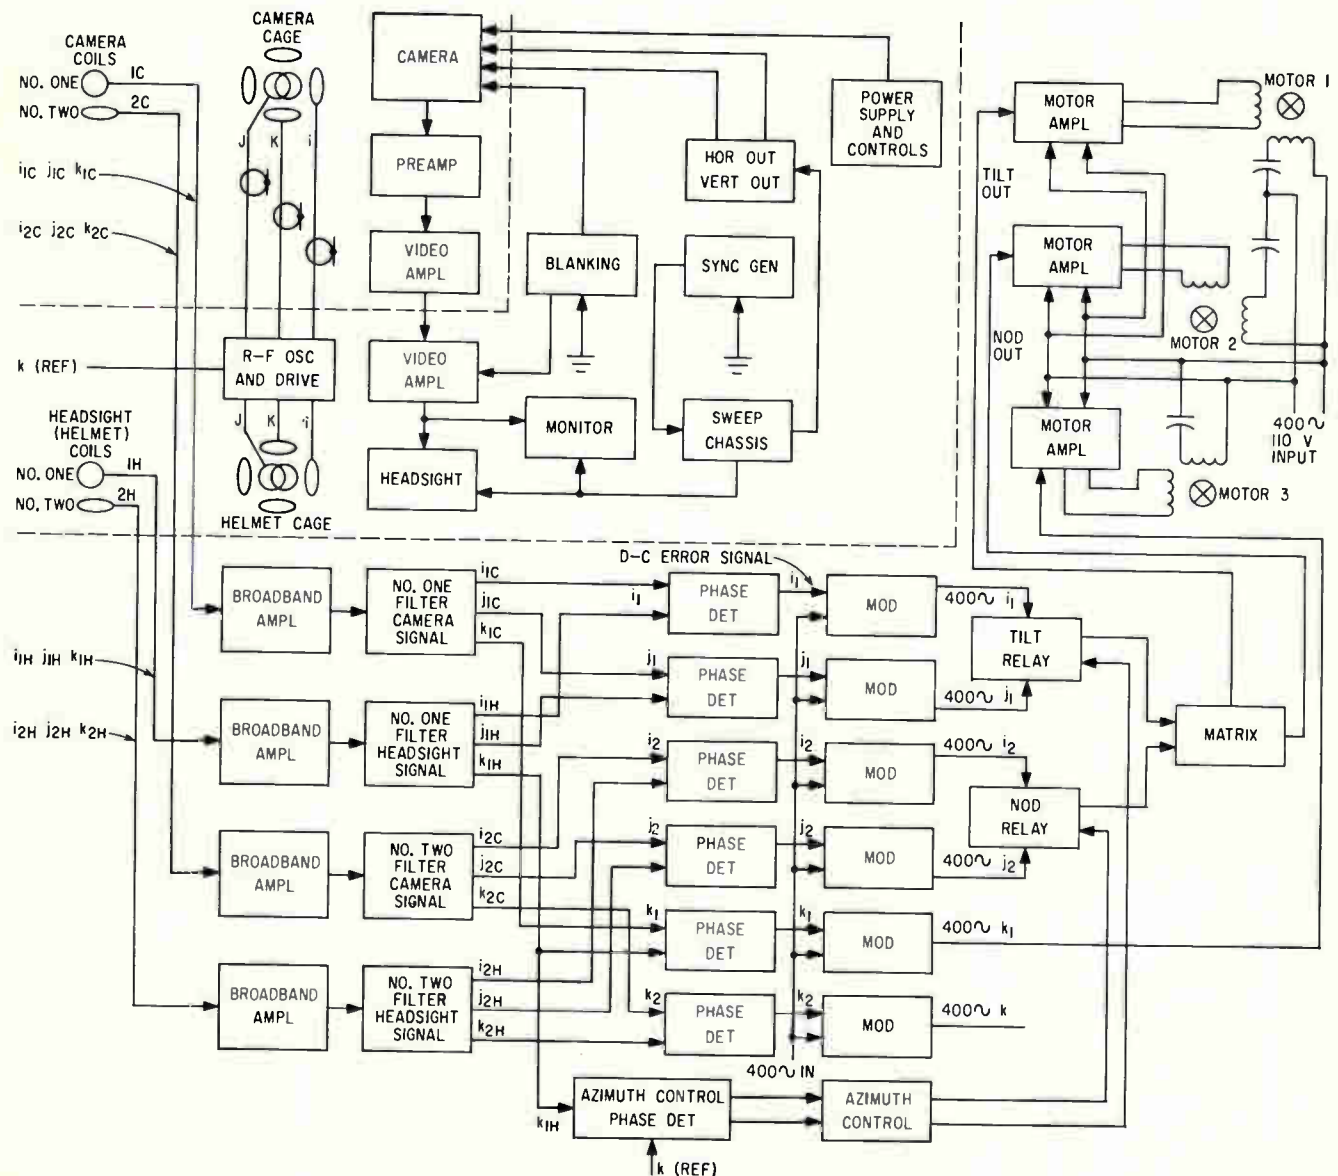 CAMERA
CAGE
CAMERA
COILS
NO. ONE
1C
NO. TWO
2C
J
K
i
i1C j1C k1C
i2C j2C k2C
k (REF)
R-F OSC
AND DRIVE
HEADSIGHT
(HELMET)
COILS
NO. ONE
1H
NO. TWO
2H
J
K
i
HELMET CAGE
CAMERA
PREAMP
VIDEO
AMPL
VIDEO
AMPL
HEADSIGHT
BLANKING
MONITOR
HOR OUT
VERT OUT
SYNC GEN
SWEEP
CHASSIS
POWER
SUPPLY
AND
CONTROLS
MOTOR
AMPL
MOTOR 1
TILT
OUT
MOTOR
AMPL
MOTOR 2
NOD
OUT
MOTOR
AMPL
MOTOR 3
400~
110 V
INPUT
i1H j1H k1H
i2H j2H k2H
BROADBAND
AMPL
NO. ONE
FILTER
CAMERA
SIGNAL
i1C
j1C
k1C
BROADBAND
AMPL
NO. ONE
FILTER
HEADSIGHT
SIGNAL
i1H
j1H
k1H
BROADBAND
AMPL
NO. TWO
FILTER
CAMERA
SIGNAL
i2C
j2C
k2C
BROADBAND
AMPL
NO. TWO
FILTER
HEADSIGHT
SIGNAL
i2H
j2H
k2H
D-C ERROR SIGNAL
i1
PHASE
DET
i1
MOD
400~ i1
j1
PHASE
DET
j1
MOD
400~ j1
i2
PHASE
DET
i2
MOD
400~ i2
j2
PHASE
DET
j2
MOD
400~ j2
k1
PHASE
DET
k1
MOD
400~ k1
k2
PHASE
DET
k2
MOD
400~ k
400~ IN
TILT
RELAY
NOD
RELAY
MATRIX
k1H
AZIMUTH CONTROL
PHASE DET
AZIMUTH
CONTROL
k (REF)